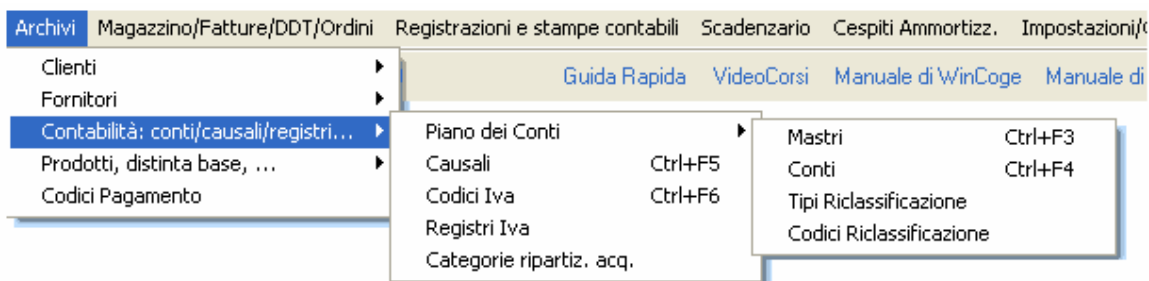 Archivi Magazzino/Fatture/DDT/Ordini Registrazioni e stampe contabili Scadenzario Cespiti Ammortizz. Impostazioni/
Guida Rapida VideoCorsi Manuale di WinCoge Manuale di
Clienti
Fornitori
Contabilità: conti/causali/registri...
Prodotti, distinta base, ...
Codici Pagamento
Piano dei Conti
Causali Ctrl+F5
Codici Iva Ctrl+F6
Registri Iva
Categorie ripartiz. acq.
Mastri Ctrl+F3
Conti Ctrl+F4
Tipi Riclassificazione
Codici Riclassificazione